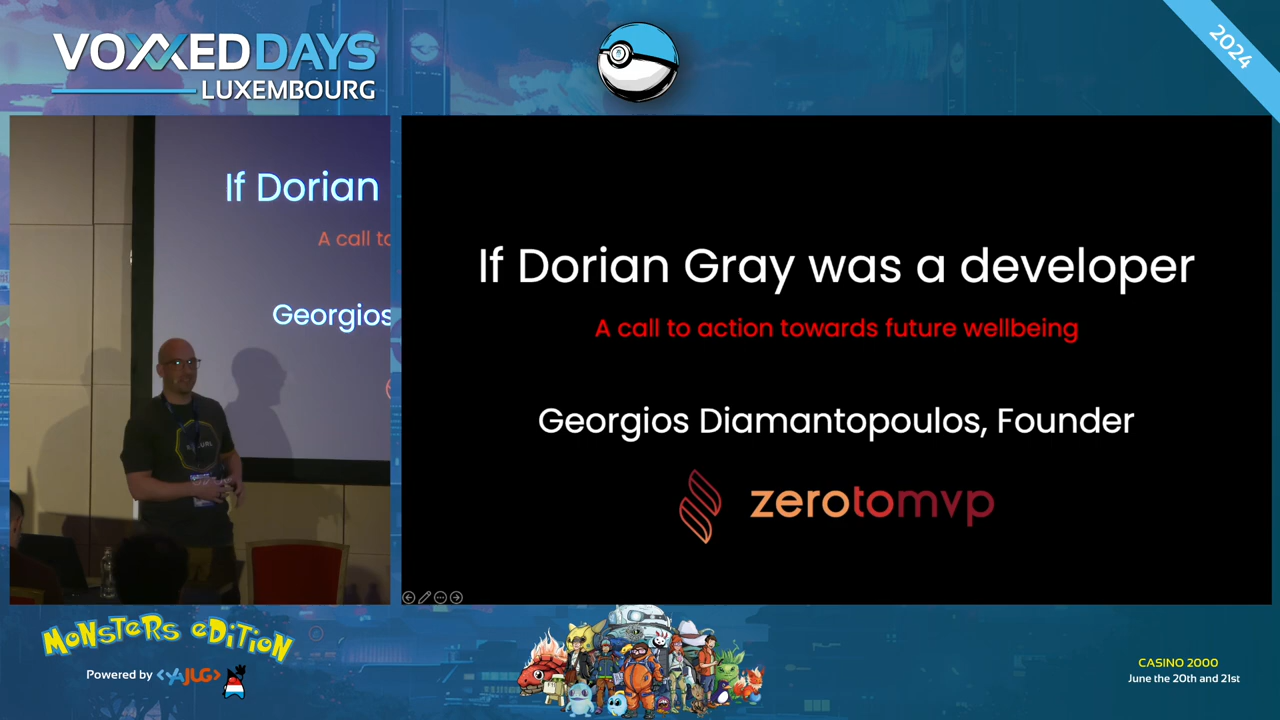 VOXXEDDAYS
LUXEMBOURG
2024
If Dorian
A call to
Georgios
If Dorian Gray was a developer
A call to action towards future wellbeing
Georgios Diamantopoulos, Founder
zerotomvp
MONSTERS EDITION
Powered by <YAJUG>
CASINO 2000
June the 20th and 21st